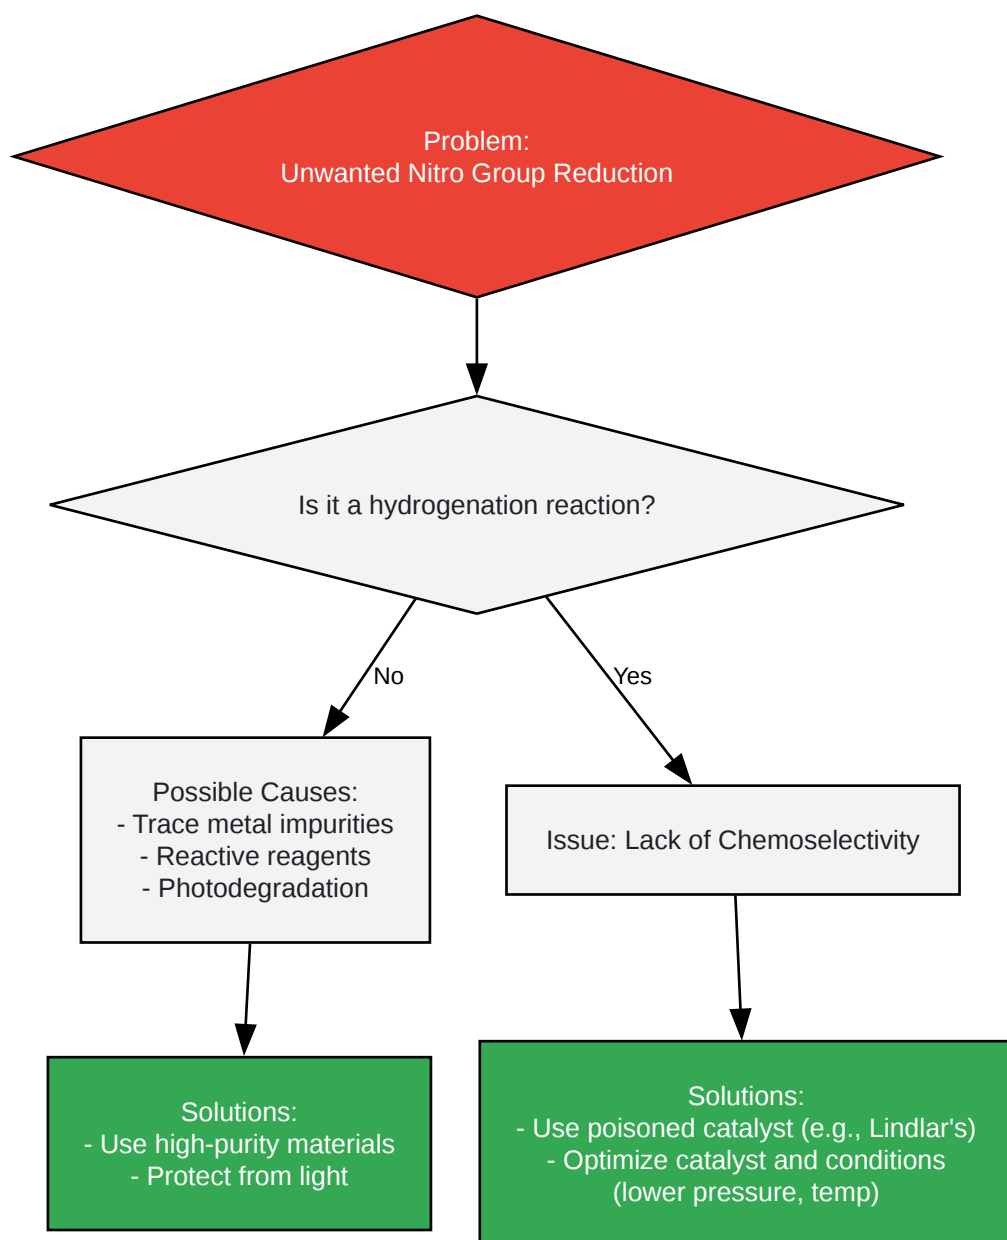 Problem:
Unwanted Nitro Group Reduction
Is it a hydrogenation reaction?
No
Yes
Possible Causes:
- Trace metal impurities
- Reactive reagents
- Photodegradation
Issue: Lack of Chemoselectivity
Solutions:
- Use high-purity materials
- Protect from light
Solutions:
- Use poisoned catalyst (e.g., Lindlar's)
- Optimize catalyst and conditions
(lower pressure, temp)